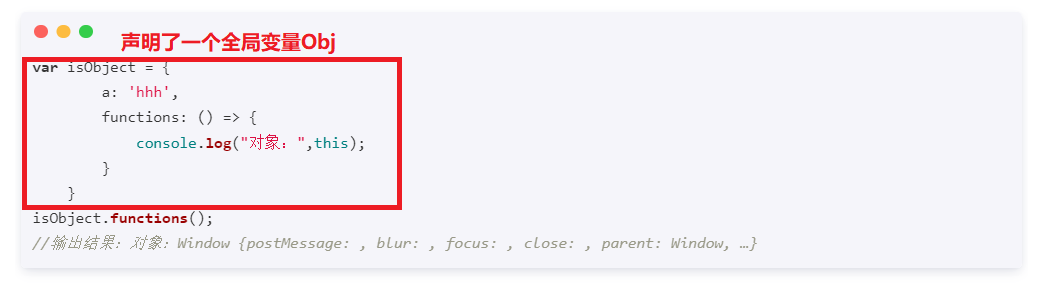 声明了一个全局变量Obj
var isObject = {
        a: 'hhh',
        functions: () => {
            console.log("对象：",this);
        }
    }
isObject.functions();
//输出结果：对象：Window {postMessage: , blur: , focus: , close: , parent: Window, …}